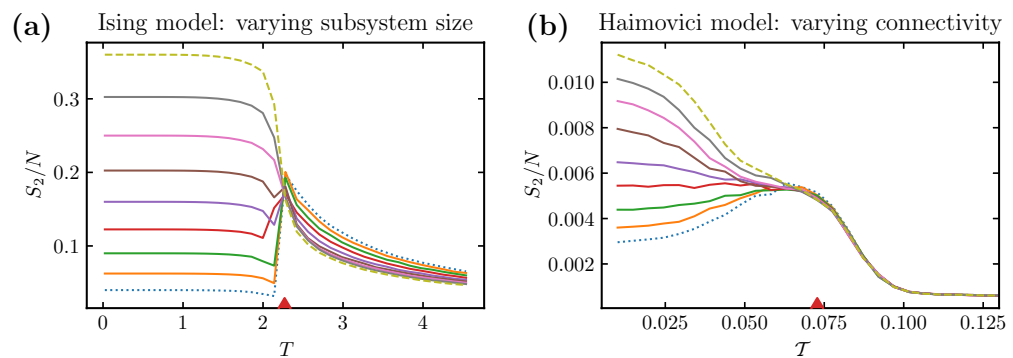 (a) Ising model: varying subsystem size
S₂/N
0.3
0.2
0.1
0 1 2 3 4
T
(b) Haimovici model: varying connectivity
S₂/N
0.010
0.008
0.006
0.004
0.002
0.025 0.050 0.075 0.100 0.125
𝒯